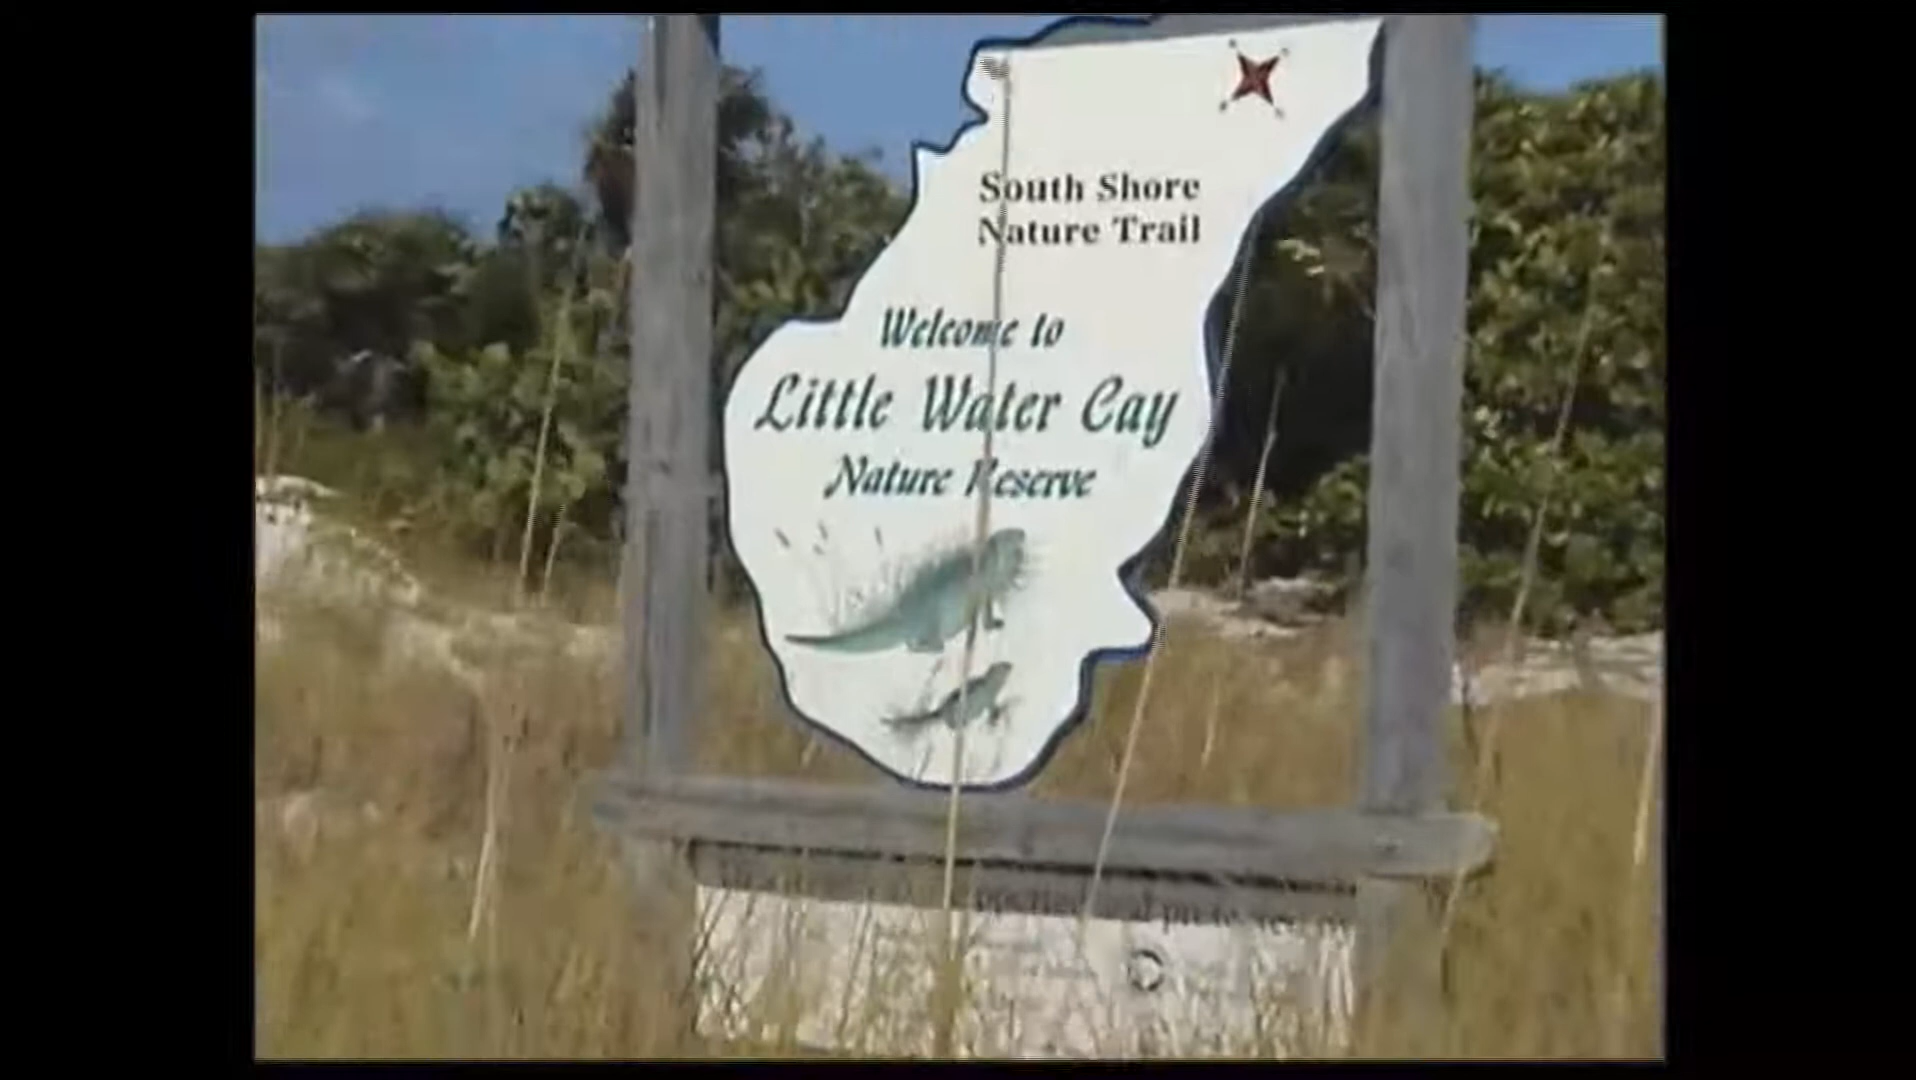 South Shore
Nature Trail
Welcome to
Little Water Cay
Nature Reserve